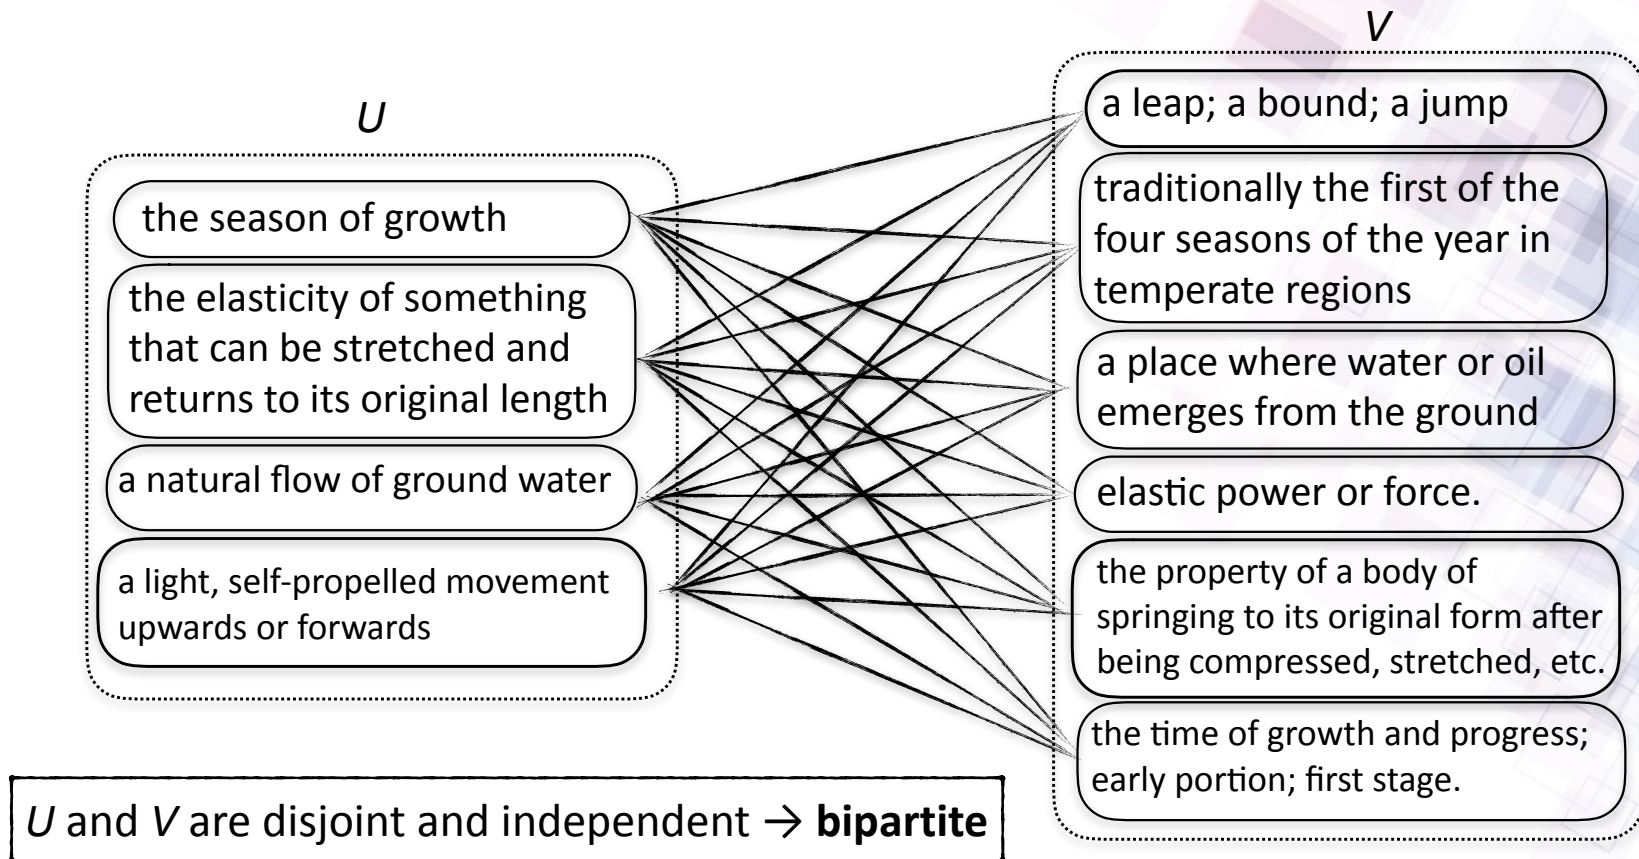 U
the season of growth
the elasticity of something
that can be stretched and
returns to its original length
a natural flow of ground water
a light, self-propelled movement
upwards or forwards
V
a leap; a bound; a jump
traditionally the first of the
four seasons of the year in
temperate regions
a place where water or oil
emerges from the ground
elastic power or force.
the property of a body of
springing to its original form after
being compressed, stretched, etc.
the time of growth and progress;
early portion; first stage.
U and V are disjoint and independent → bipartite